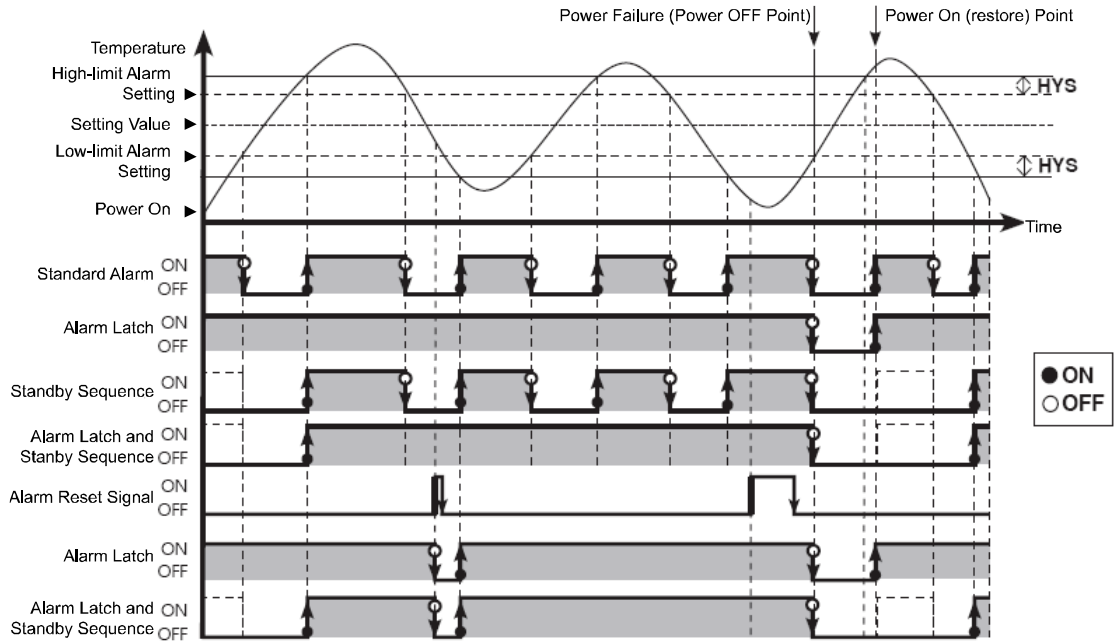 Power Failure (Power OFF Point)
Power On (restore) Point
Temperature
High-limit Alarm
Setting
HYS
Setting Value
Low-limit Alarm
Setting
HYS
Power On
Time
Standard Alarm ON
OFF
Alarm Latch ON
OFF
Standby Sequence ON
OFF
ON
OFF
Alarm Latch and ON
Stanby Sequence OFF
Alarm Reset Signal ON
OFF
Alarm Latch ON
OFF
Alarm Latch and ON
Standby Sequence OFF